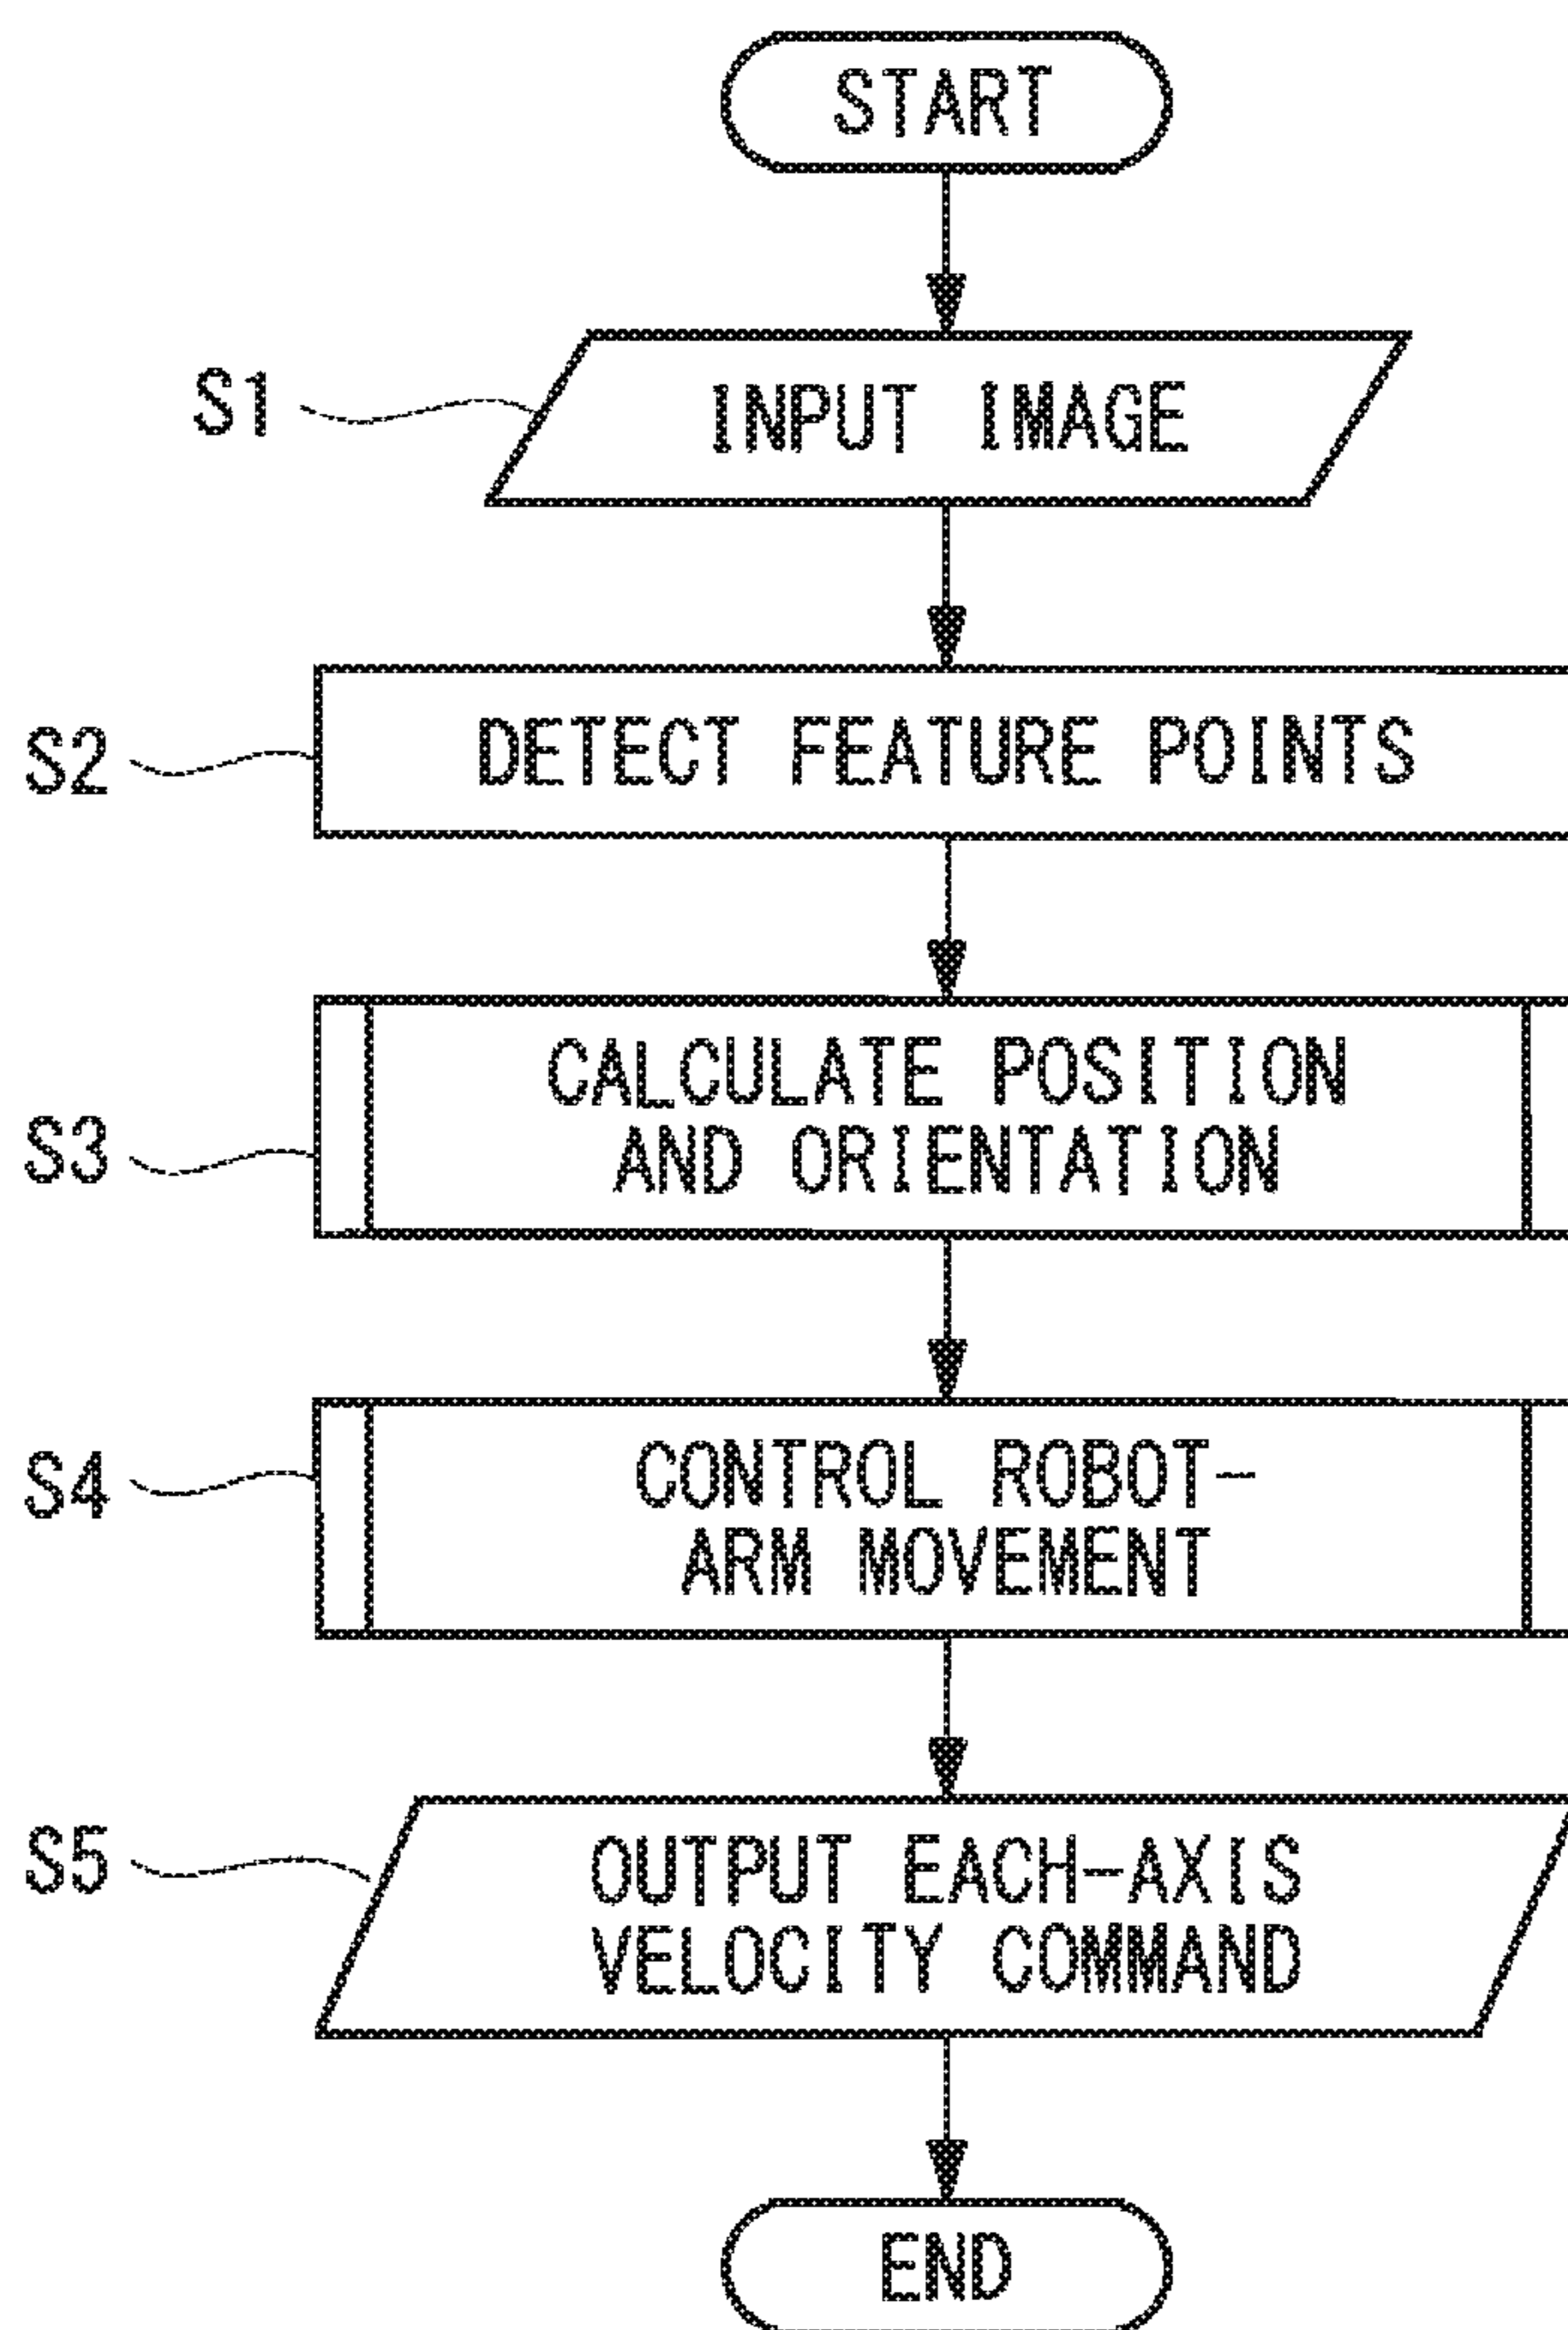 START
S1
INPUT IMAGE
S2
DETECT FEATURE POINTS
S3
CALCULATE POSITION
AND ORIENTATION
S4
CONTROL ROBOT-
ARM MOVEMENT
S5
OUTPUT EACH-AXIS
VELOCITY COMMAND
END